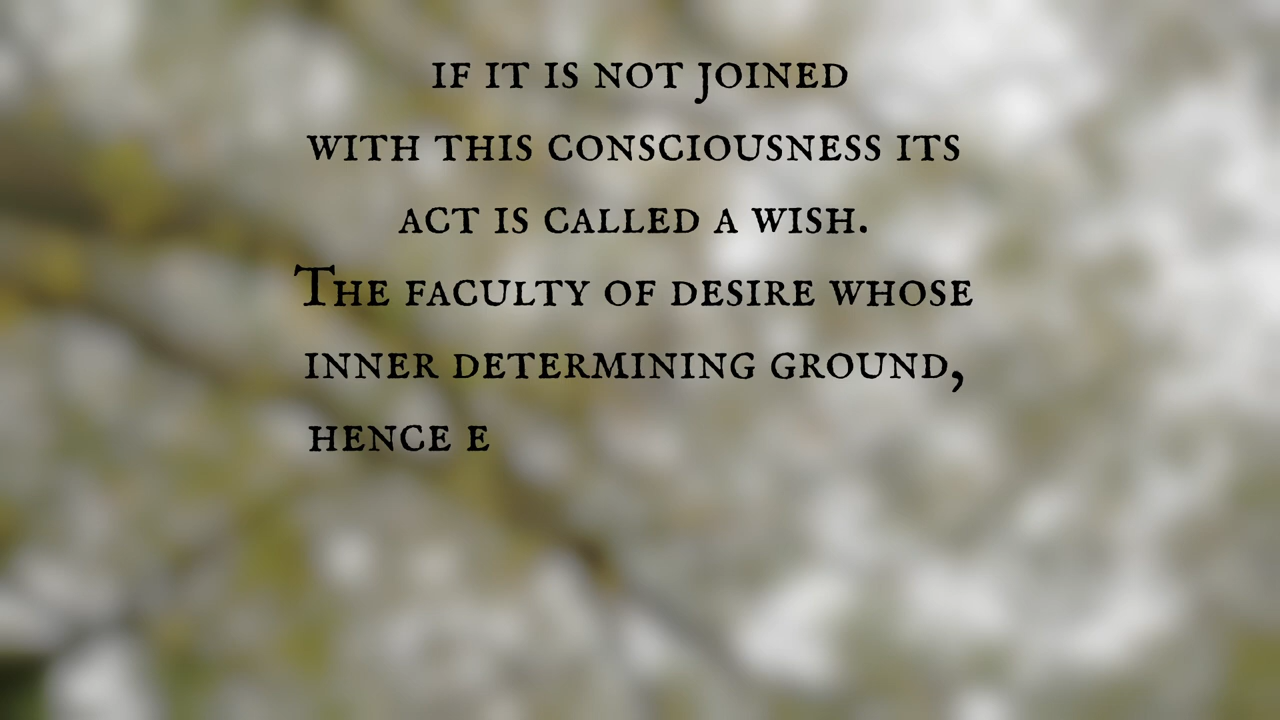 if it is not joined
with this consciousness its
act is called a wish.
The faculty of desire whose
inner determining ground,
hence e